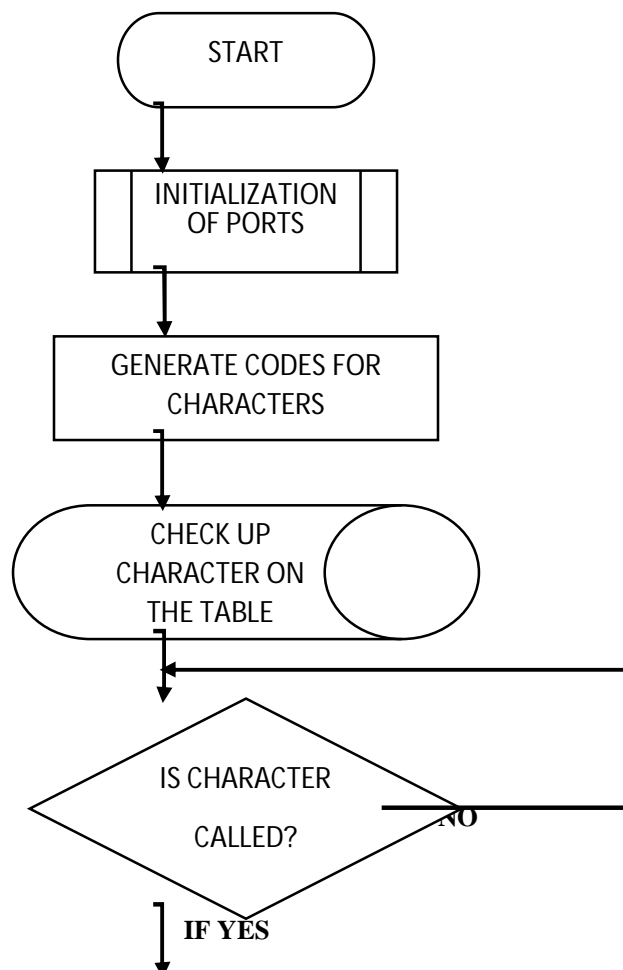 START
INITIALIZATION
OF PORTS
GENERATE CODES FOR
CHARACTERS
CHECK UP
CHARACTER ON
THE TABLE
IS CHARACTER
CALLED?
NO
IF YES